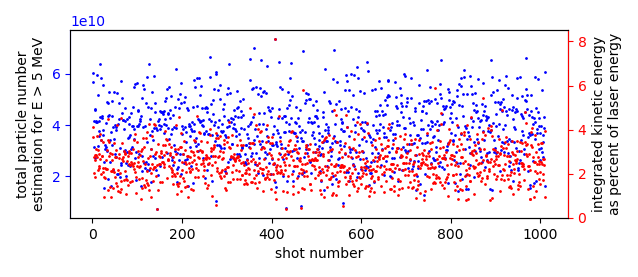 1e10
total particle number
estimation for E > 5 MeV
6
4
2
8
6
4
2
0
integrated kinetic energy
as percent of laser energy
0 200 400 600 800 1000
shot number